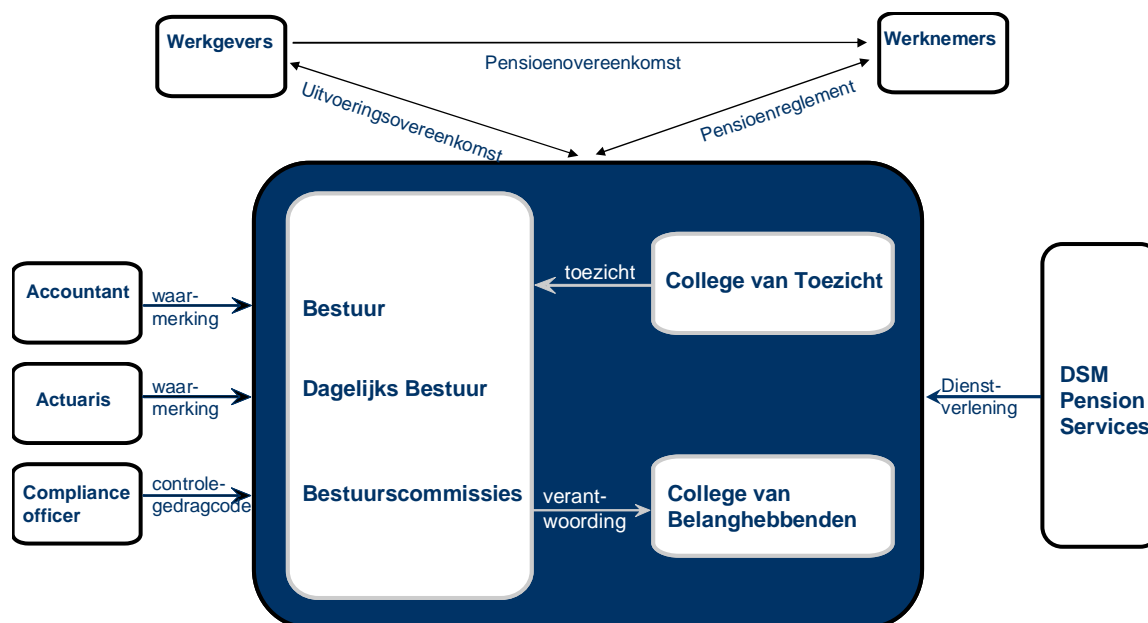 Werkgevers
Werknemers
Pensioenovereenkomst
Uitvoeringsovereenkomst
Pensioenreglement
Accountant
waar-
merking
Actuaris
waar-
merking
Compliance
officer
controle-
gedragcode
Bestuur
Dagelijks Bestuur
Bestuurscommissies
toezicht
College van Toezicht
verant-
woording
College van
Belanghebbenden
Dienst-
verlening
DSM
Pension
Services